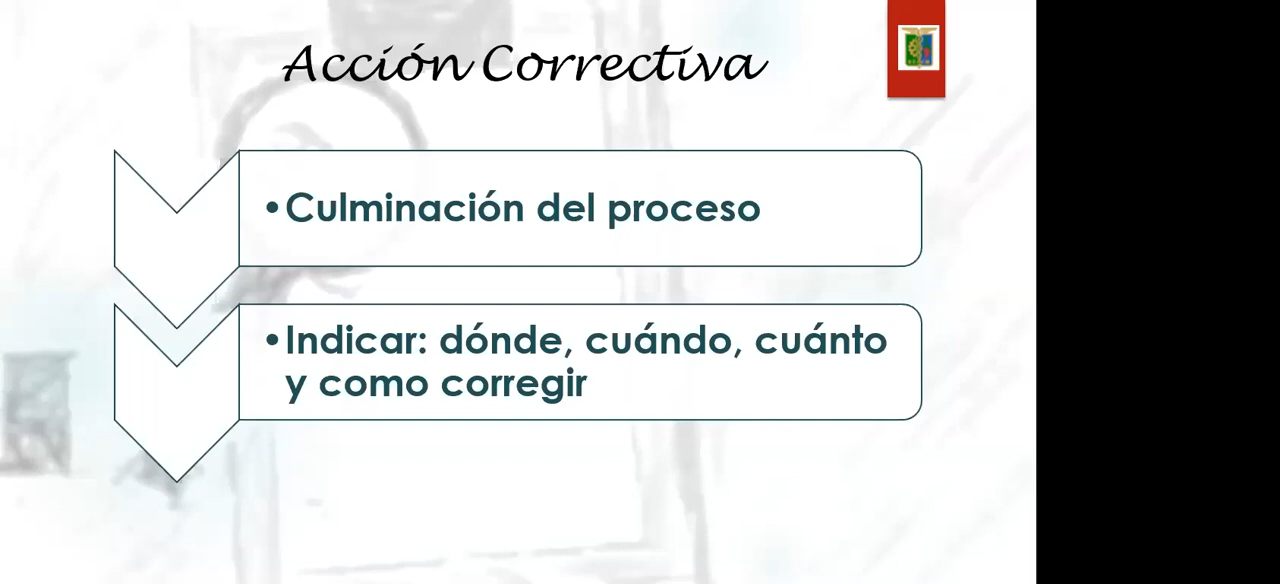 Acción Correctiva
•Culminación del proceso
•Indicar: dónde, cuándo, cuánto
y como corregir